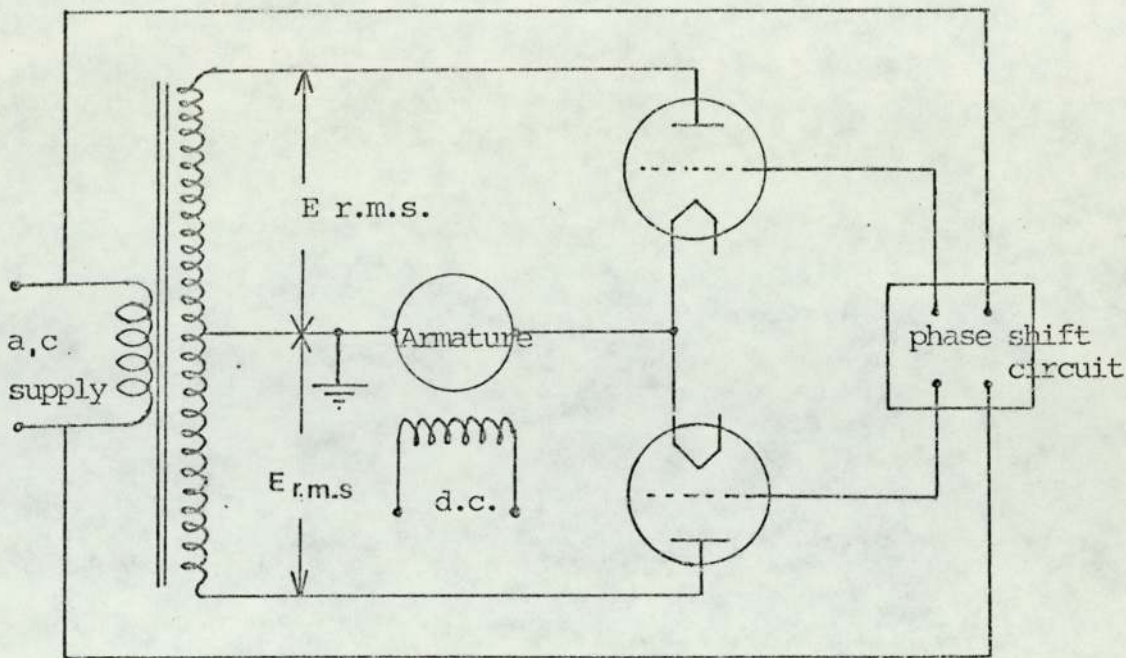 E r.m.s.
a,c
supply
Armature
phase shift
circuit
E r.m.s
d.c.